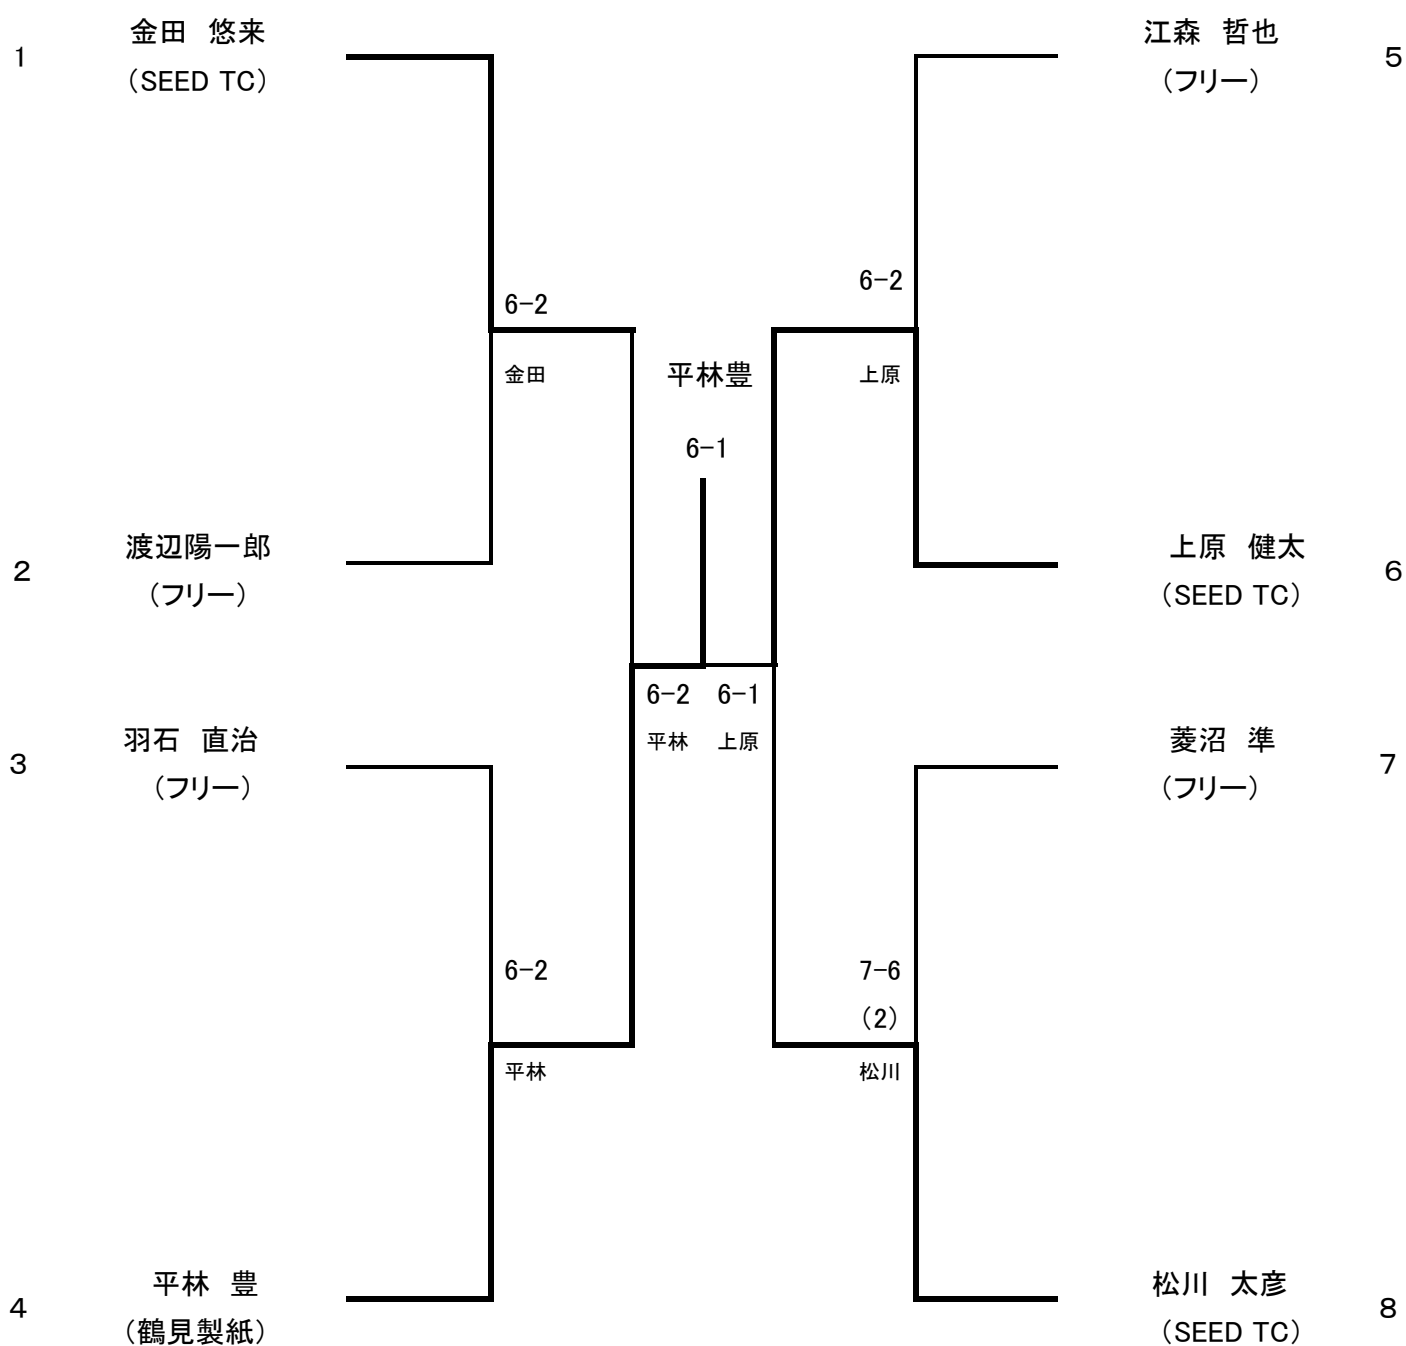 1
金田　悠来
（SEED TC）
2
渡辺陽一郎
（フリー）
3
羽石　直治
（フリー）
4
平林　豊
（鶴見製紙）
6-2
金田
6-2
平林
平林豊
6-1
6-2　6-1
平林　上原
6-2
上原
7-6
（2）
松川
江森　哲也
（フリー）
5
上原　健太
（SEED TC）
6
菱沼　準
（フリー）
7
松川　太彦
（SEED TC）
8